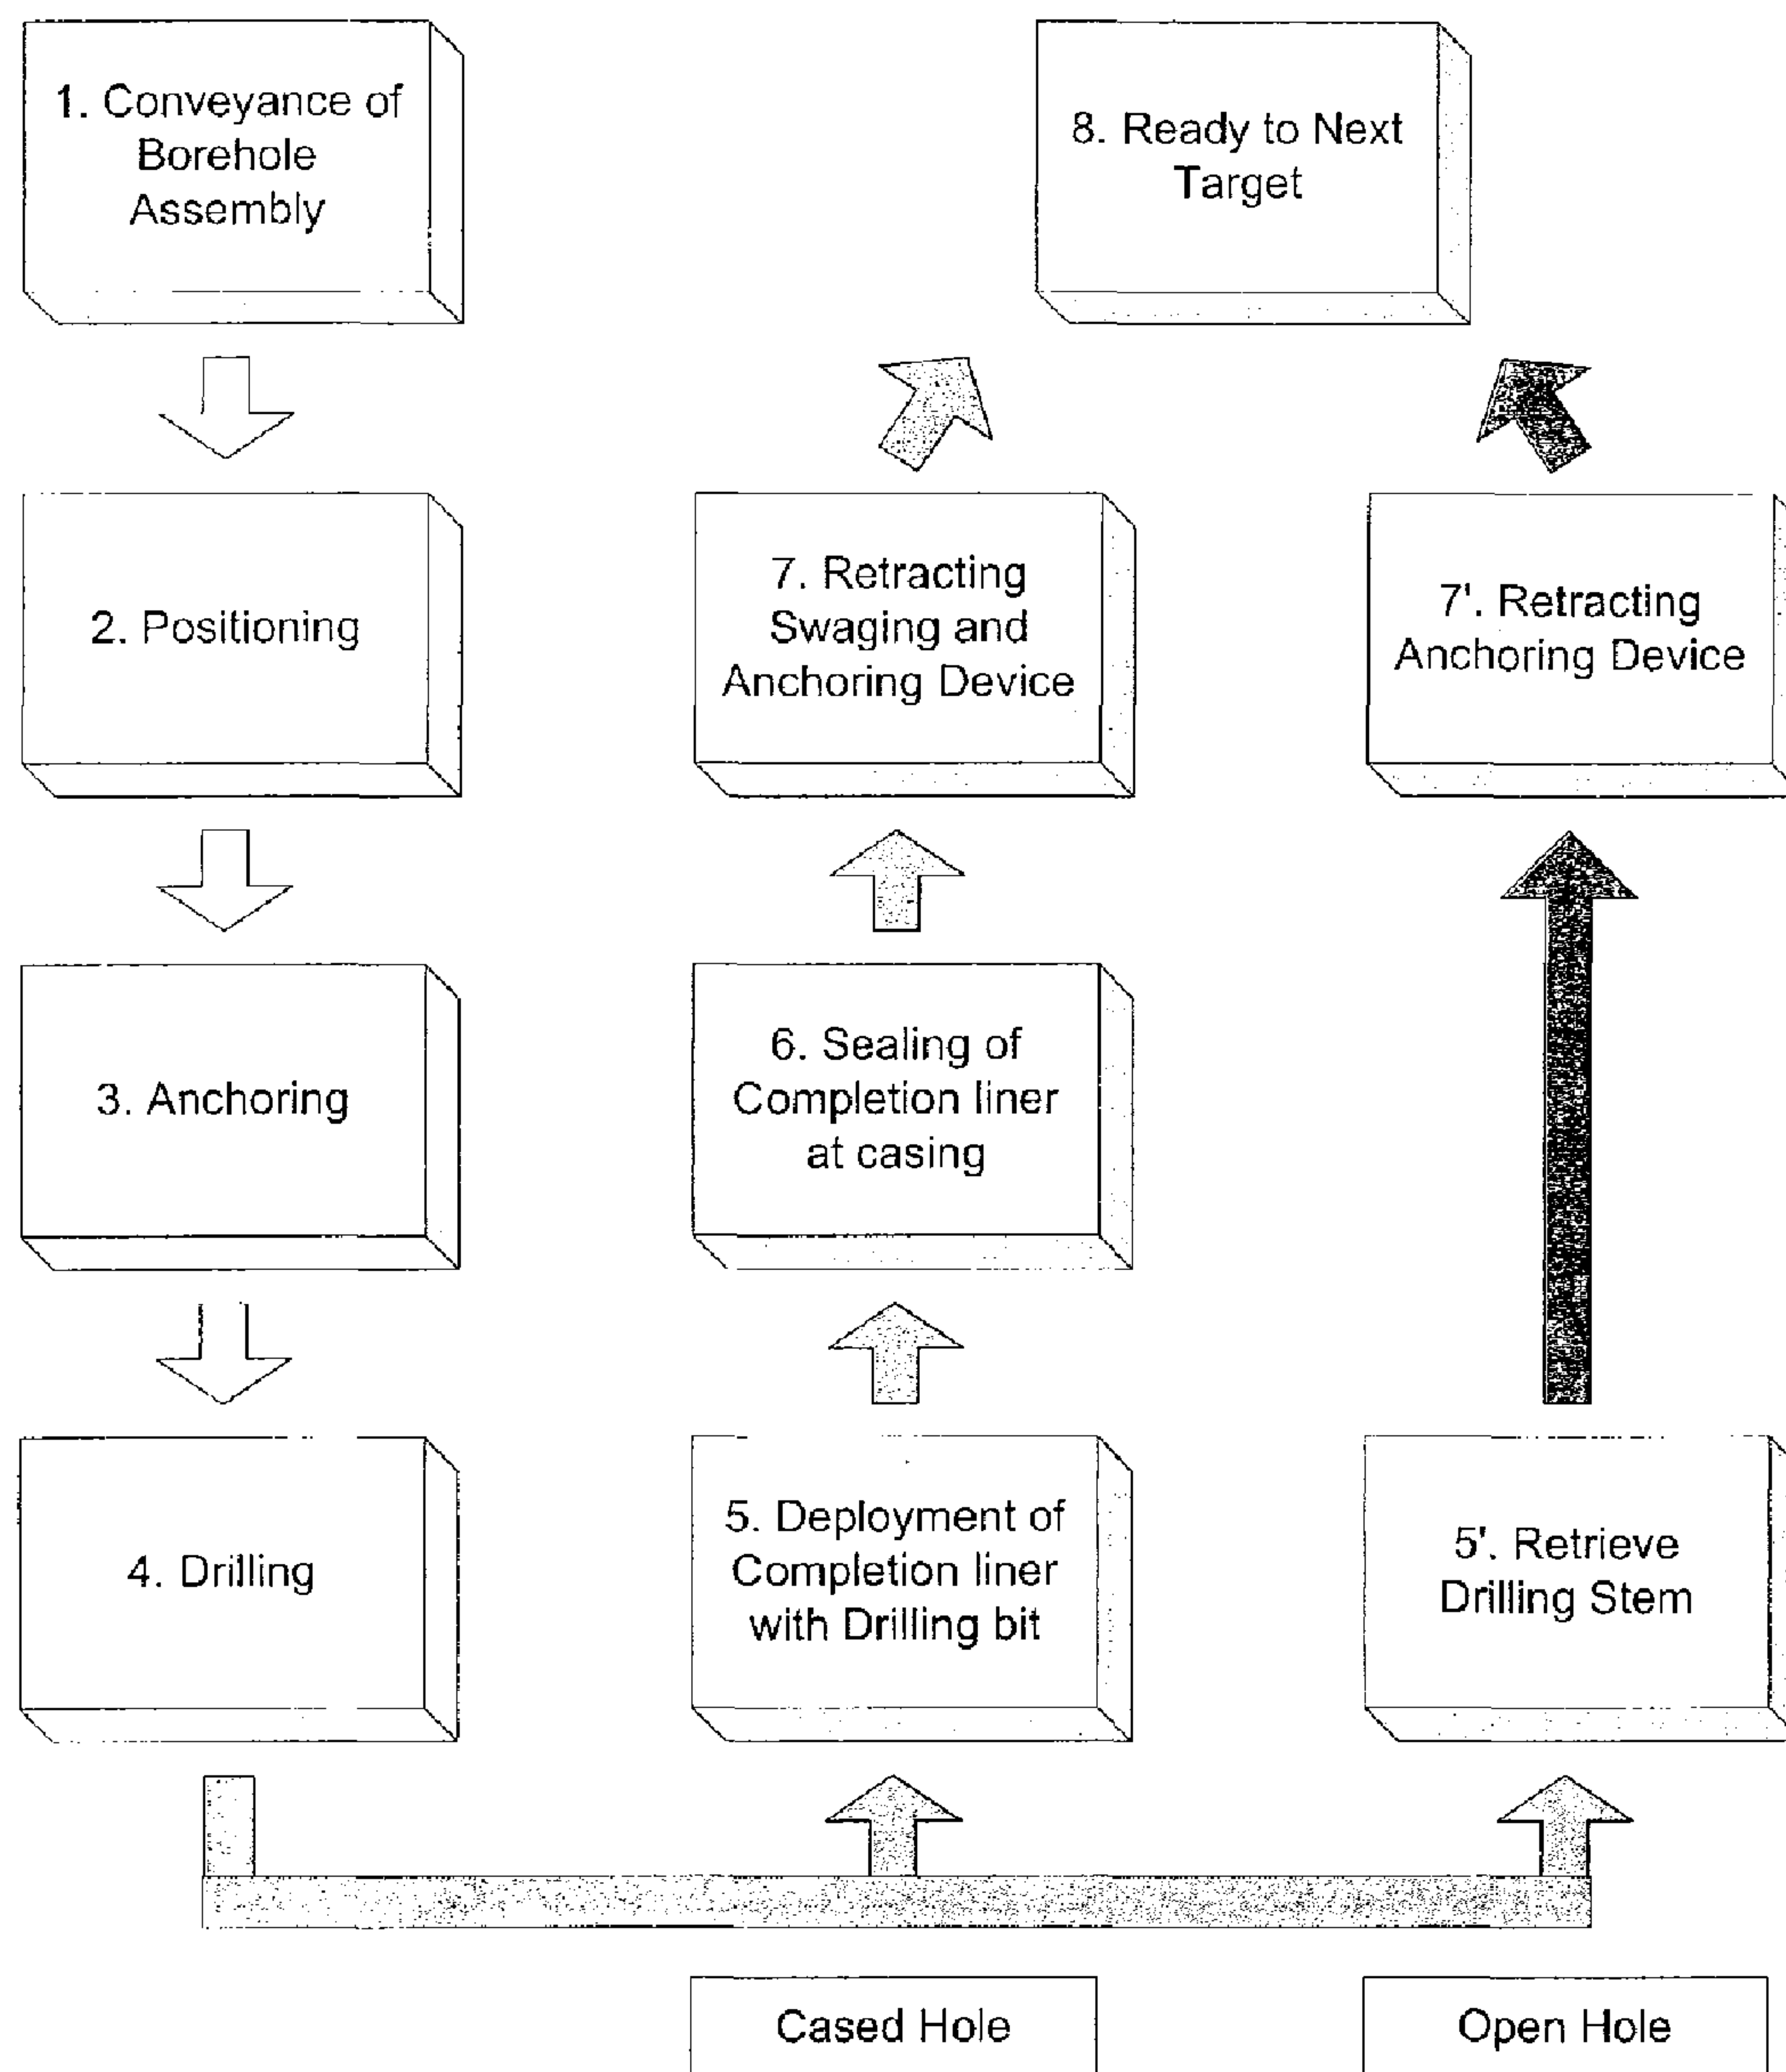 1. Conveyance of
Borehole
Assembly
2. Positioning
3. Anchoring
4. Drilling
5. Deployment of
Completion liner
with Drilling bit
6. Sealing of
Completion liner
at casing
7. Retracting
Swaging and
Anchoring Device
8. Ready to Next
Target
5'. Retrieve
Drilling Stem
7'. Retracting
Anchoring Device
Cased Hole
Open Hole